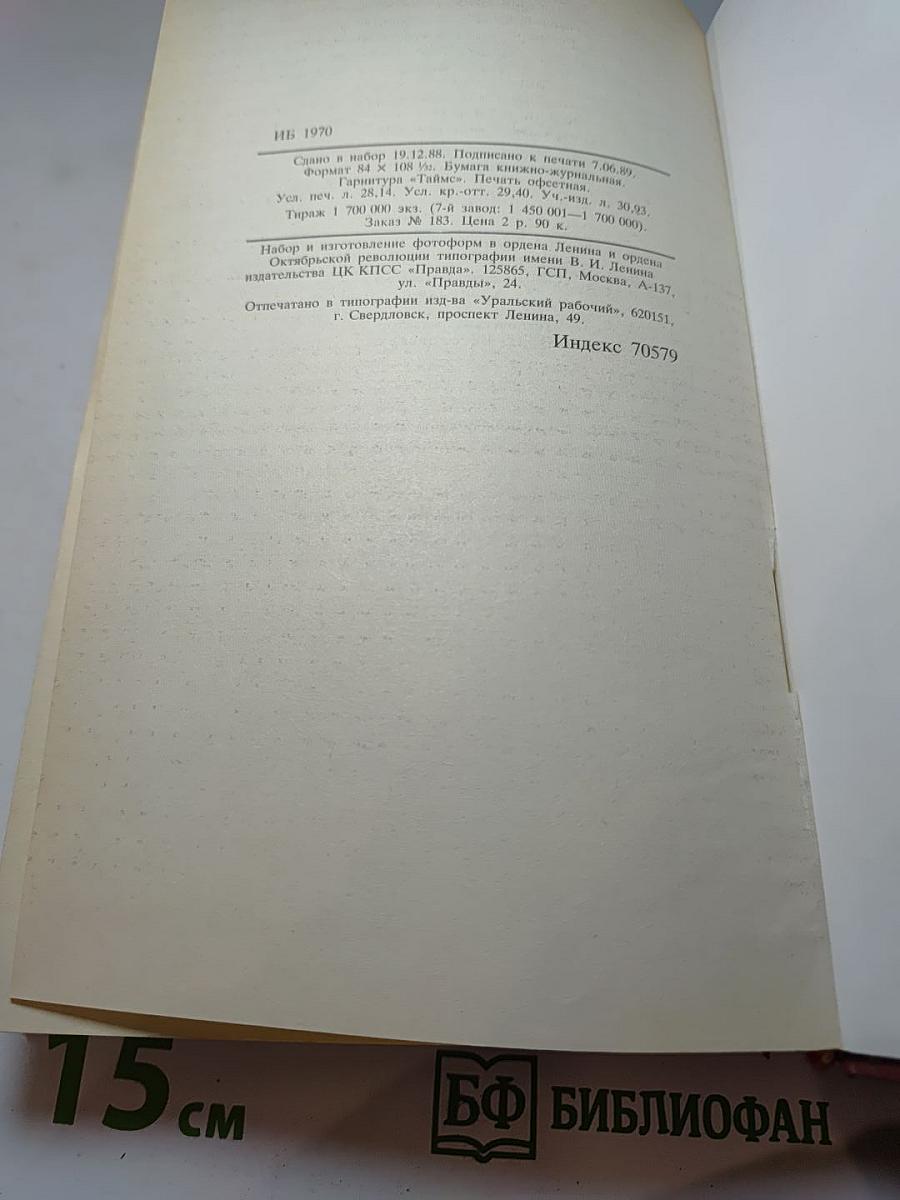 ИБ 1970
Сдано в набор 19.12.88. Подписано к печати 7.06.89.
Формат 84 × 108 ¹/₃₂. Бумага книжно-журнальная.
Гарнитура «Таймс». Печать офсетная.
Усл. печ. л. 28,14. Усл. кр.-отт. 29,40. Уч.-изд. л. 30,93.
Тираж 1 700 000 экз. (7-й завод: 1 450 001—1 700 000).
Заказ № 183. Цена 2 р. 90 к.
Набор и изготовление фотоформ в ордена Ленина и ордена
Октябрьской революции типографии имени В. И. Ленина
издательства ЦК КПСС «Правда». 125865, ГСП, Москва, А-137,
ул. «Правды», 24.
Отпечатано в типографии изд-ва «Уральский рабочий», 620151,
г. Свердловск, проспект Ленина, 49.
Индекс 70579
15 см
БФ БИБЛИОФАН